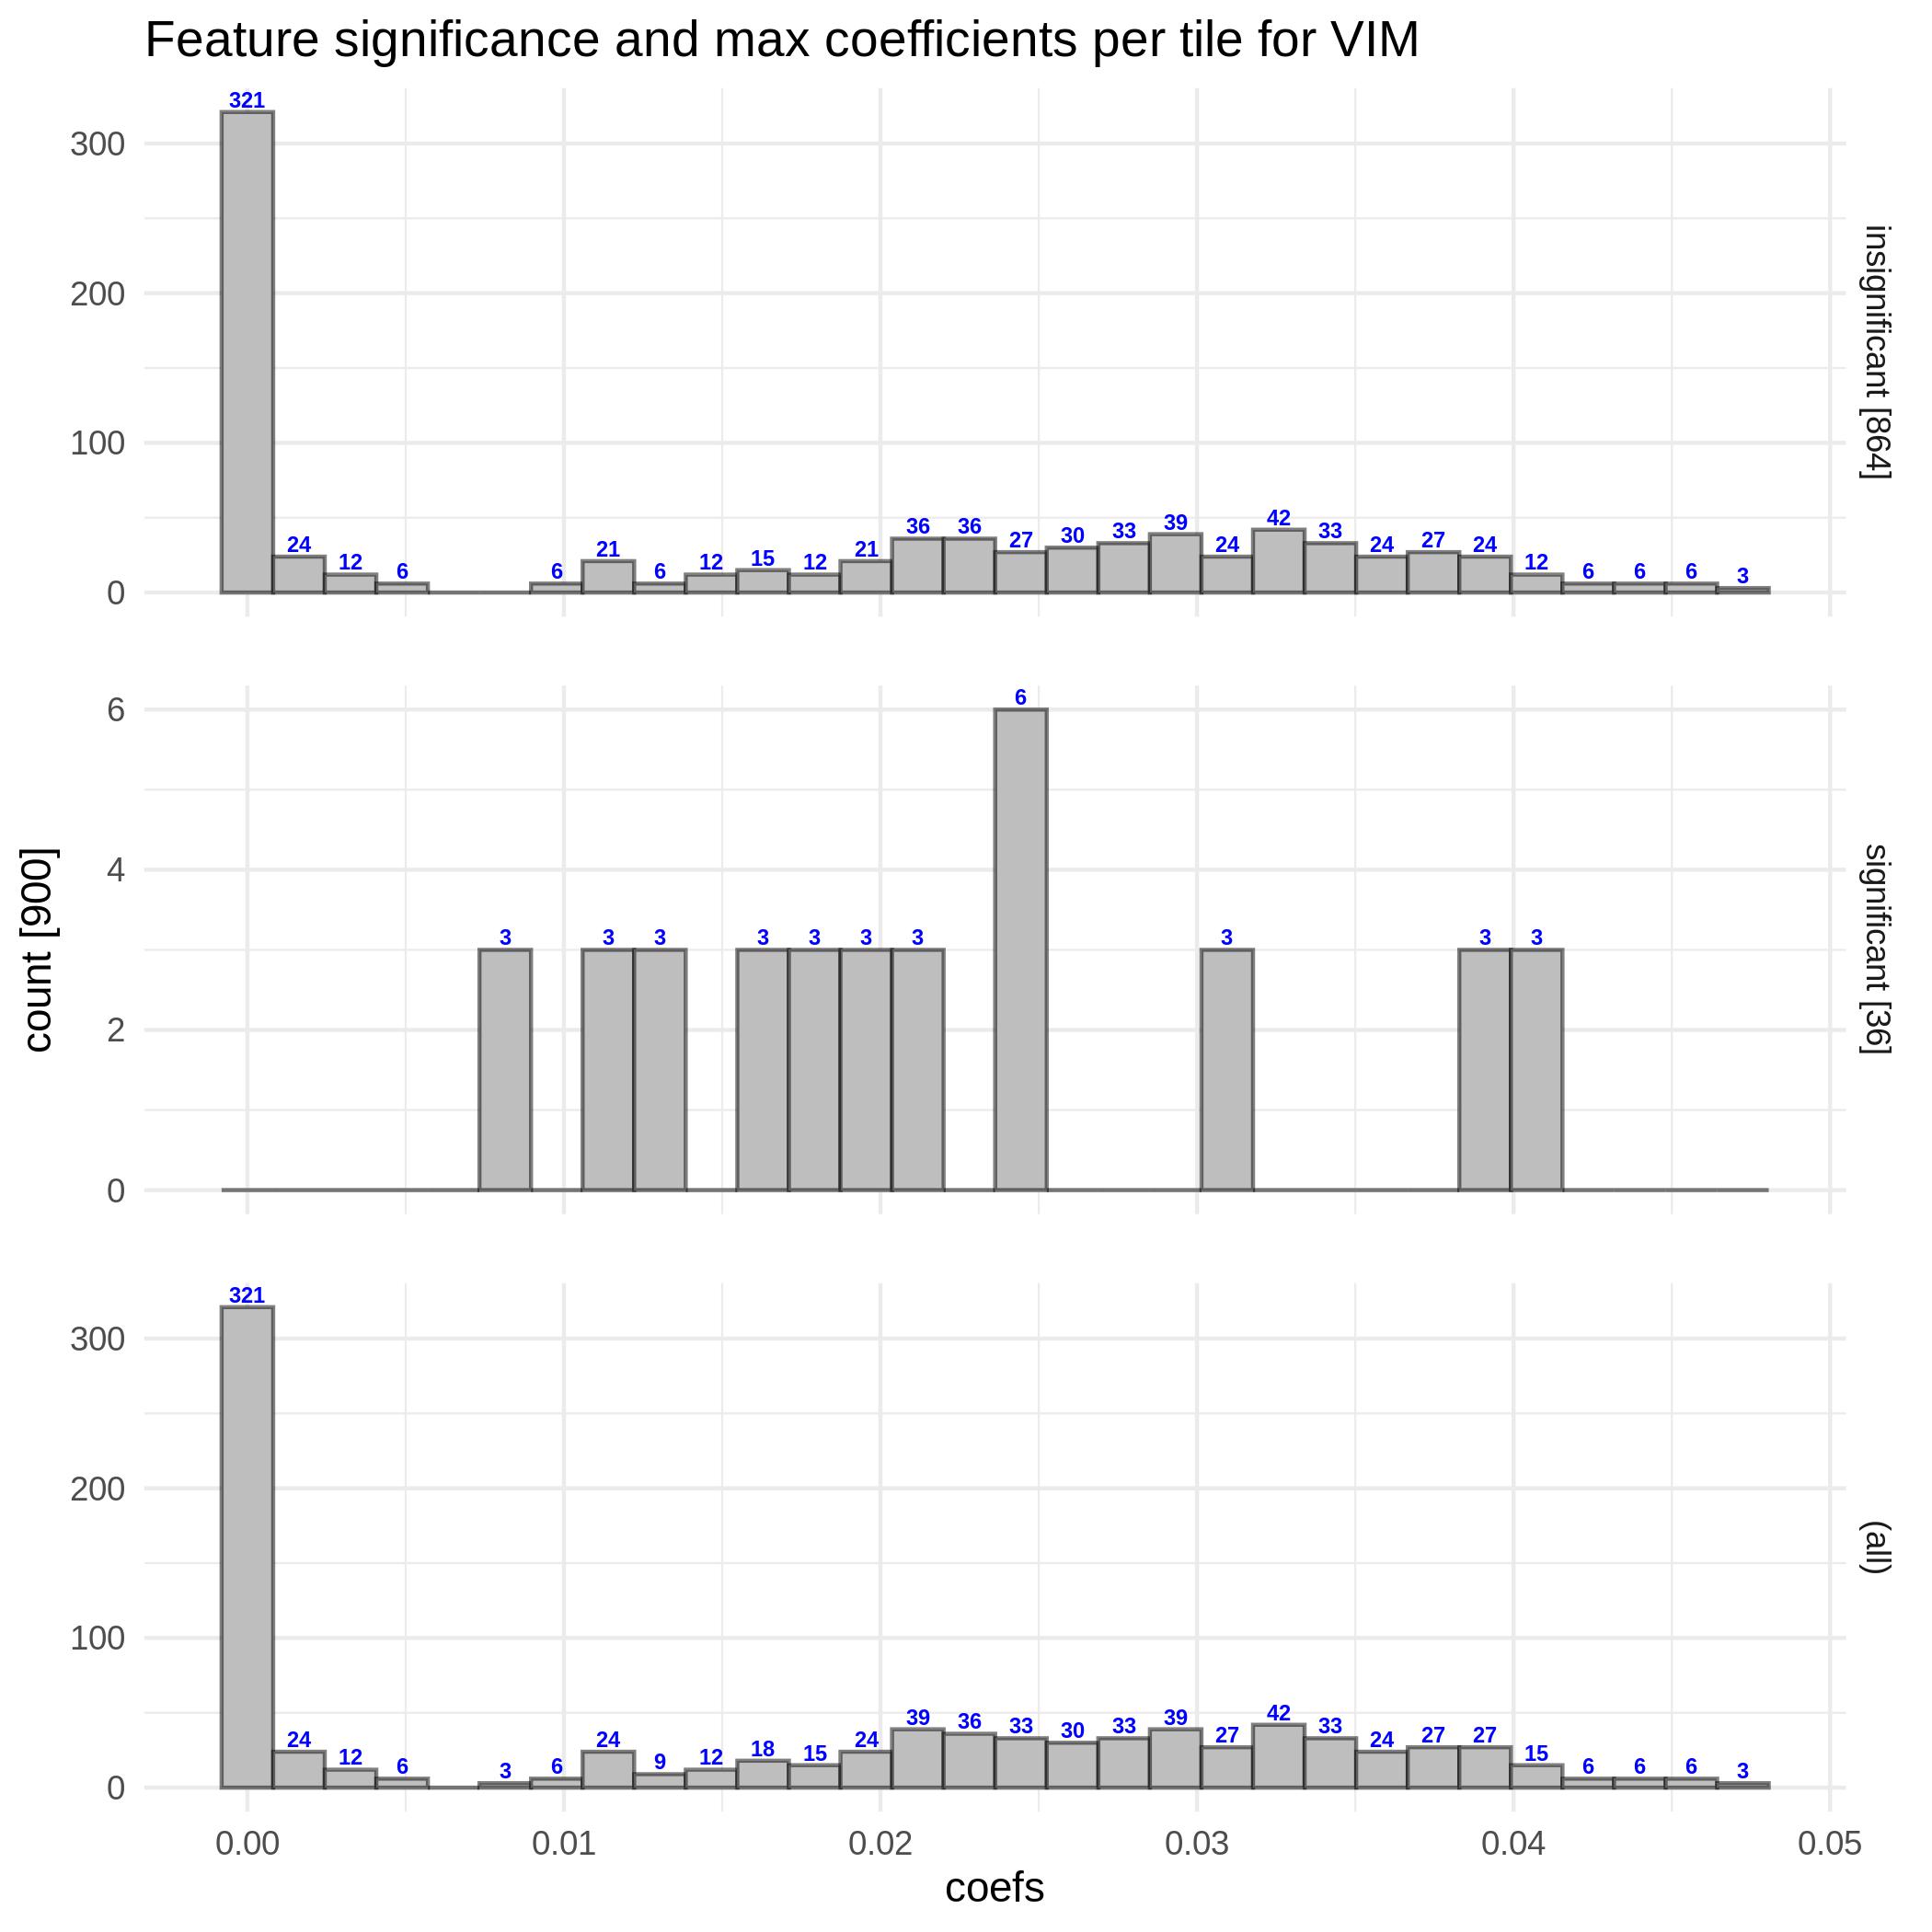 Feature significance and max coefficients per tile for VIM
321
300
200
100
0
24 12 6 6 21 6 12 15 12 21 36 36 27 30 33 39 24 42 33 24 27 24 12 6 6 6 3
insignificant [864]
6
4
2
0
3 3 3 3 3 3 3 6 3 3 3
significant [36]
count [900]
321
300
200
100
0
24 12 6 3 6 24 9 12 18 15 24 39 36 33 30 33 39 27 42 33 24 27 27 15 6 6 6 3
(all)
0.00 0.01 0.02 0.03 0.04 0.05
coefs